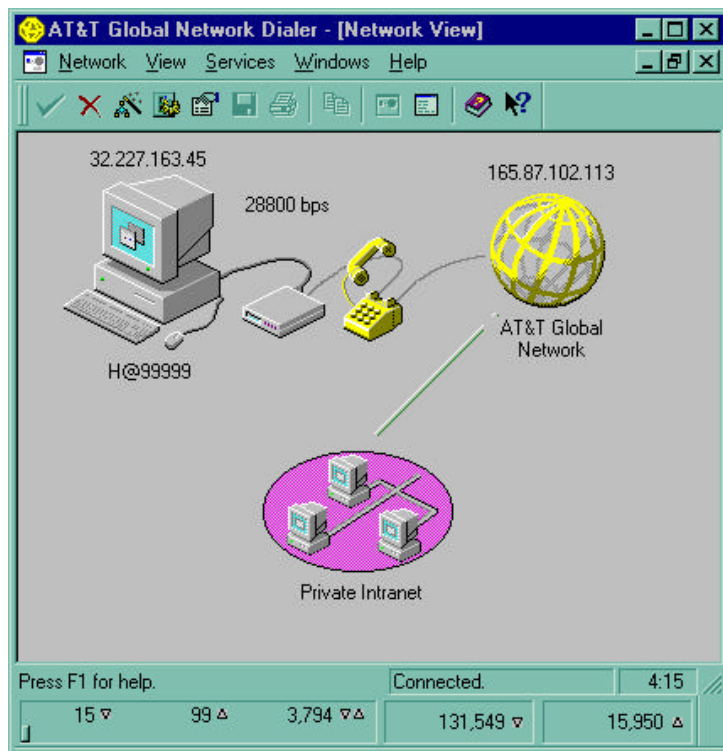 AT&T Global Network Dialer - [Network View]
Network View Services Windows Help
32.227.163.45
165.87.102.113
28800 bps
AT&T Global
Network
H@99999
Private Intranet
Press F1 for help. Connected. 4:15
15 99 3,794 131,549 15,950